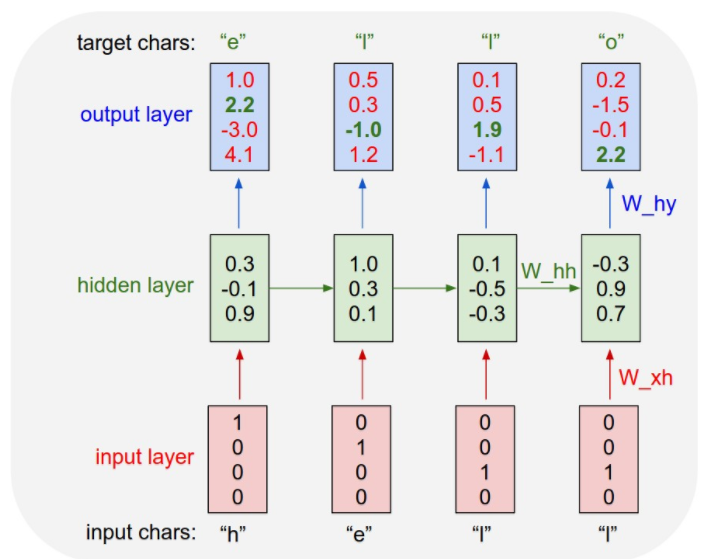 target chars: “e” “l” “l” “o”
1.0 0.5 0.1 0.2
2.2 0.3 0.5 -1.5
output layer -3.0 -1.0 1.9 -0.1
4.1 1.2 -1.1 2.2
W_hy
0.3 1.0 0.1 -0.3
hidden layer -0.1 0.3 -0.5 W_hh 0.9
0.9 0.1 -0.3 0.7
W_xh
1 0 0 0
0 1 0 0
input layer 0 0 1 1
0 0 0 0
input chars: “h” “e” “l” “l”